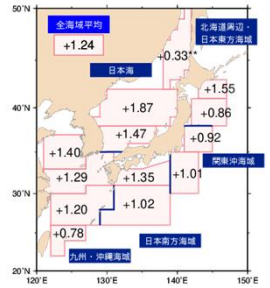 50˚N
全海域平均
+1.24
北海道周辺・
日本東方海域
+0.33**
日本海
+1.55
40˚N
+1.87
+0.86
+1.47
+0.92
+1.40
関東沖海域
+1.29
+1.35
+1.01
30˚N
+1.20
+1.02
+0.78
日本南方海域
九州・沖縄海域
20˚N
120˚E
130˚E
140˚E
150˚E